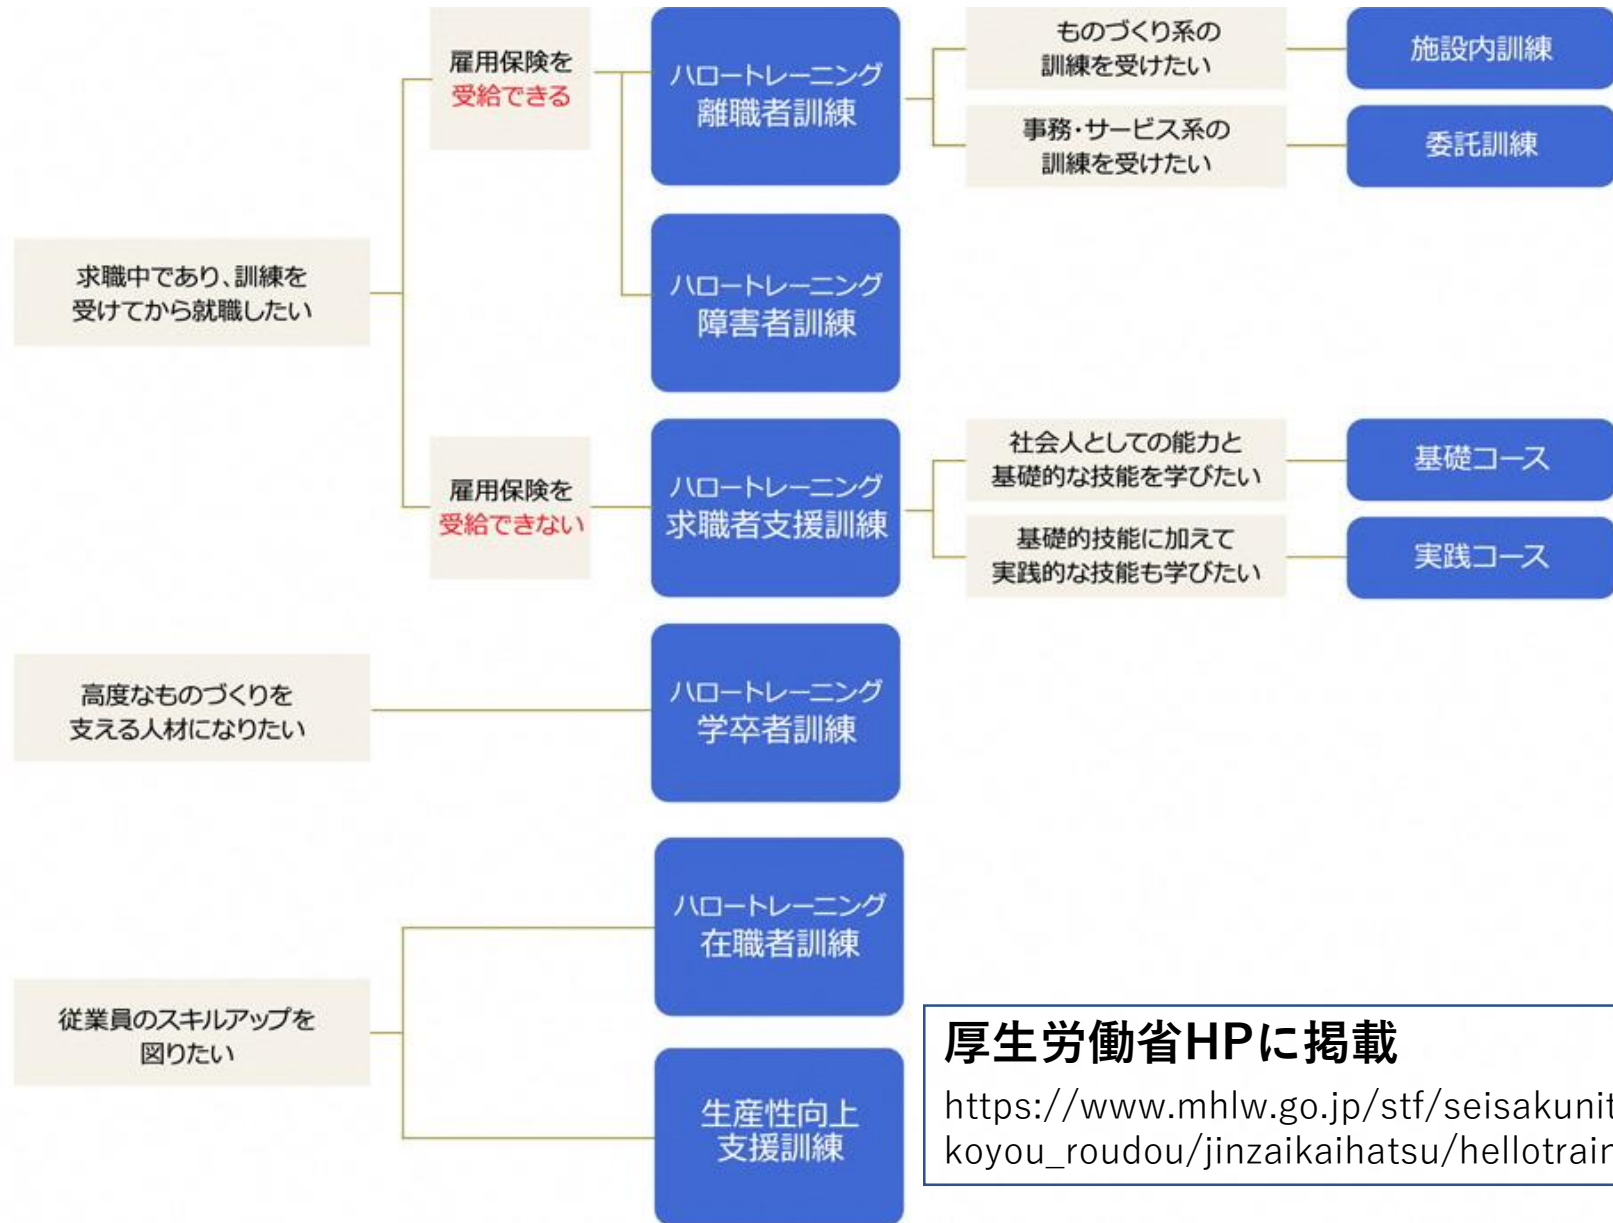 雇用保険を
受給できる
ハロートレーニング
離職者訓練
ものづくり系の
訓練を受けたい
施設内訓練
事務・サービス系の
訓練を受けたい
委託訓練
求職中であり、訓練を
受けてから就職したい
ハロートレーニング
障害者訓練
雇用保険を
受給できない
ハロートレーニング
求職者支援訓練
社会人としての能力と
基礎的な技能を学びたい
基礎コース
基礎的技能に加えて
実践的な技能も学びたい
実践コース
高度なものづくりを
支える人材になりたい
ハロートレーニング
学卒者訓練
従業員のスキルアップを
図りたい
ハロートレーニング
在職者訓練
生産性向上
支援訓練
厚生労働省HPに掲載
https://www.mhlw.go.jp/stf/seisakunit
koyou_roudou/jinzaikaihatsu/hellotrain